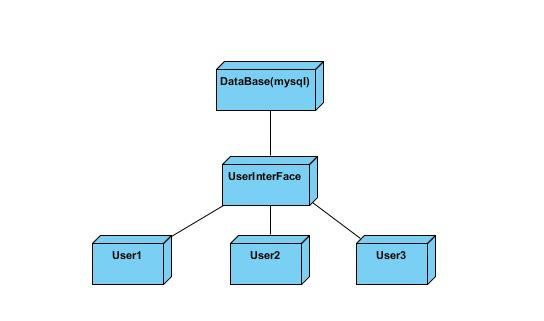 DataBase(mysql)
UserInterFace
User1
User2
User3